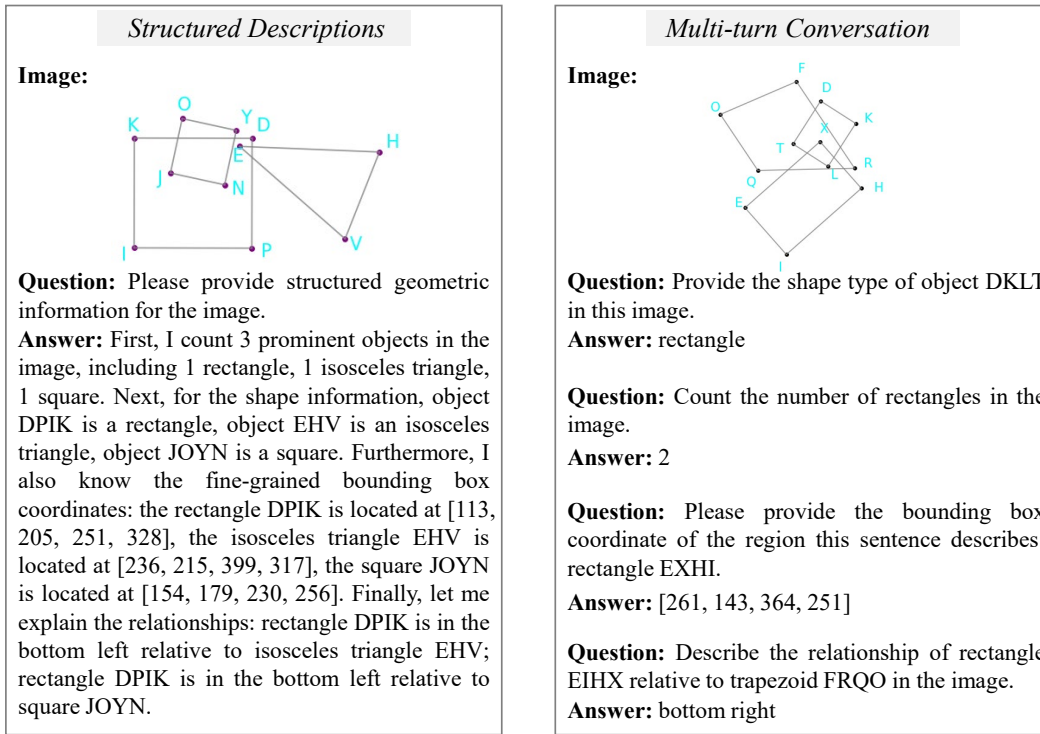 Structured Descriptions
Image:
O
Y
K
D
E
H
J
N
I
P
V
Question: Please provide structured geometric
information for the image.
Answer: First, I count 3 prominent objects in the
image, including 1 rectangle, 1 isosceles triangle,
1 square. Next, for the shape information, object
DPIK is a rectangle, object EHV is an isosceles
triangle, object JOYN is a square. Furthermore, I
also know the fine-grained bounding box
coordinates: the rectangle DPIK is located at [113,
205, 251, 328], the isosceles triangle EHV is
located at [236, 215, 399, 317], the square JOYN
is located at [154, 179, 230, 256]. Finally, let me
explain the relationships: rectangle DPIK is in the
bottom left relative to isosceles triangle EHV;
rectangle DPIK is in the bottom left relative to
square JOYN.
Multi-turn Conversation
Image:
F
D
O
K
X
T
Q
L
R
H
E
I
Question: Provide the shape type of object DKLT
in this image.
Answer: rectangle
Question: Count the number of rectangles in the
image.
Answer: 2
Question: Please provide the bounding box
coordinate of the region this sentence describes:
rectangle EXHI.
Answer: [261, 143, 364, 251]
Question: Describe the relationship of rectangle
EIHX relative to trapezoid FRQO in the image.
Answer: bottom right